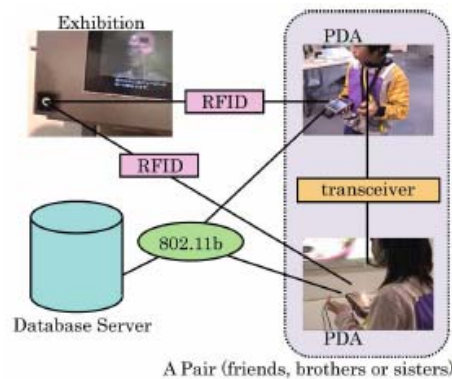 Exhibition
PDA
RFID
RFID
transceiver
802.11b
Database Server
PDA
A Pair (friends, brothers or sisters)